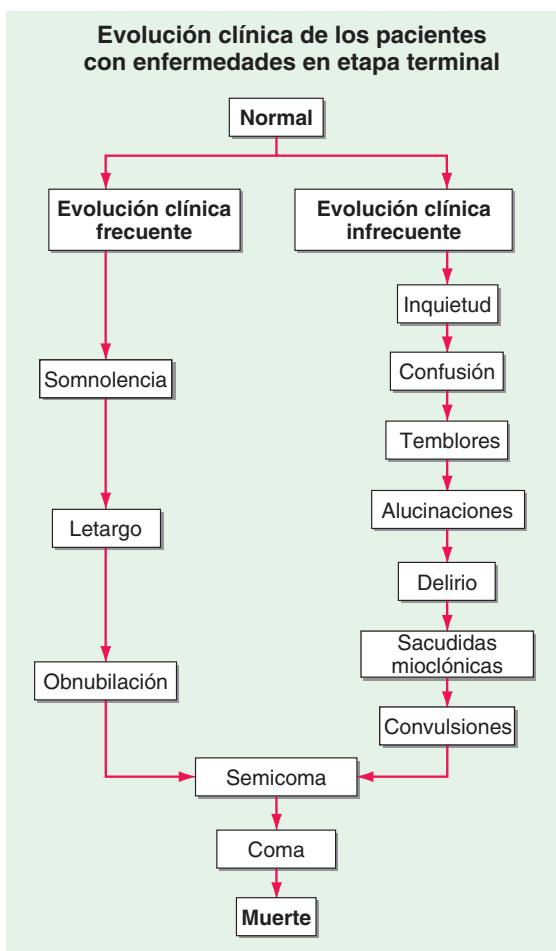 Evolución clínica de los pacientes
con enfermedades en etapa terminal
Normal
Evolución clínica
frecuente
Somnolencia
Letargo
Obnubilación
Evolución clínica
infrecuente
Inquietud
Confusión
Temblores
Alucinaciones
Delirio
Sacudidas
mioclónicas
Convulsiones
Semicoma
Coma
Muerte